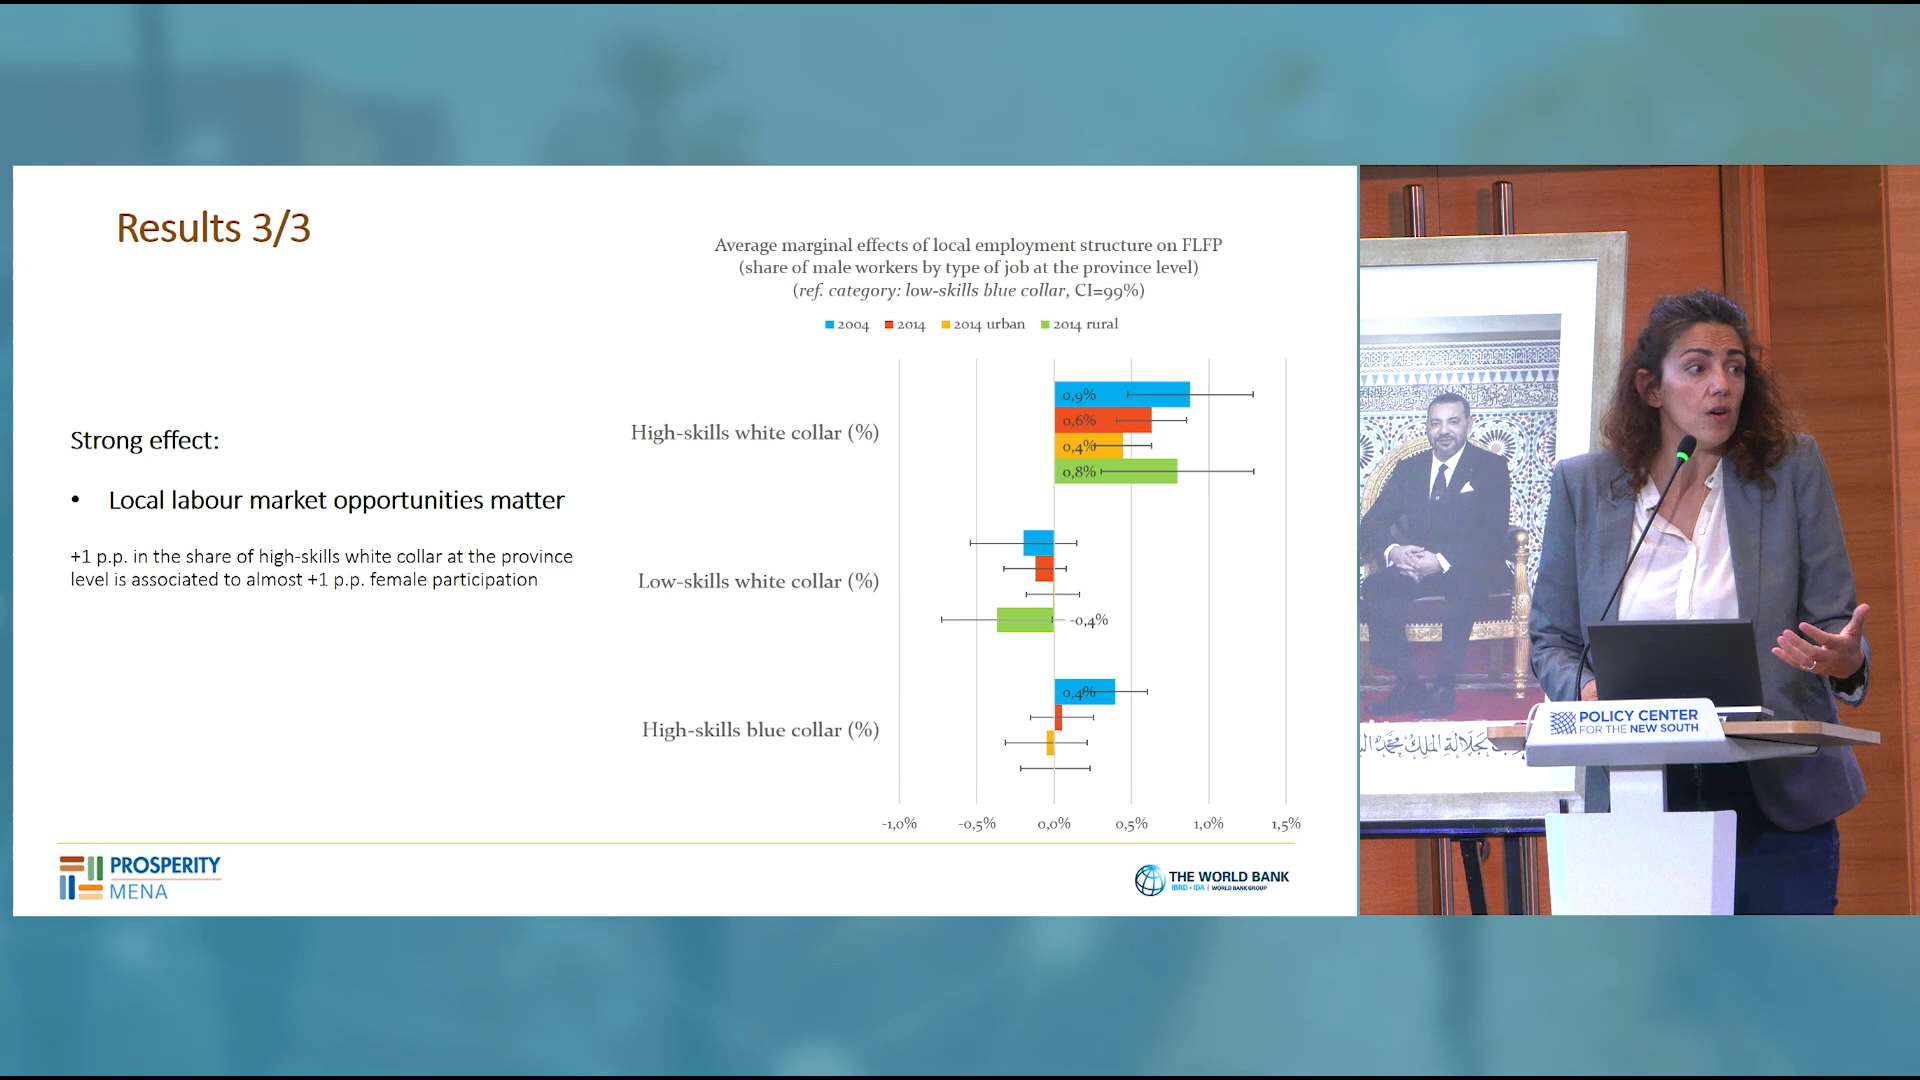 Results 3/3
Average marginal effects of local employment structure on FLFP
(share of male workers by type of job at the province level)
(ref. category: low-skills blue collar, CI=99%)
2004 2014 2014 urban 2014 rural
Strong effect:
• Local labour market opportunities matter
+1 p.p. in the share of high-skills white collar at the province
level is associated to almost +1 p.p. female participation
High-skills white collar (%)
0,9%
0,6%
0,4%
0,8%
Low-skills white collar (%)
-0,4%
High-skills blue collar (%)
0,4%
-1,0% -0,5% 0,0% 0,5% 1,0% 1,5%
PROSPERITY
MENA
THE WORLD BANK
IBRD • IDA | WORLD BANK GROUP
POLICY CENTER
FOR THE NEW SOUTH